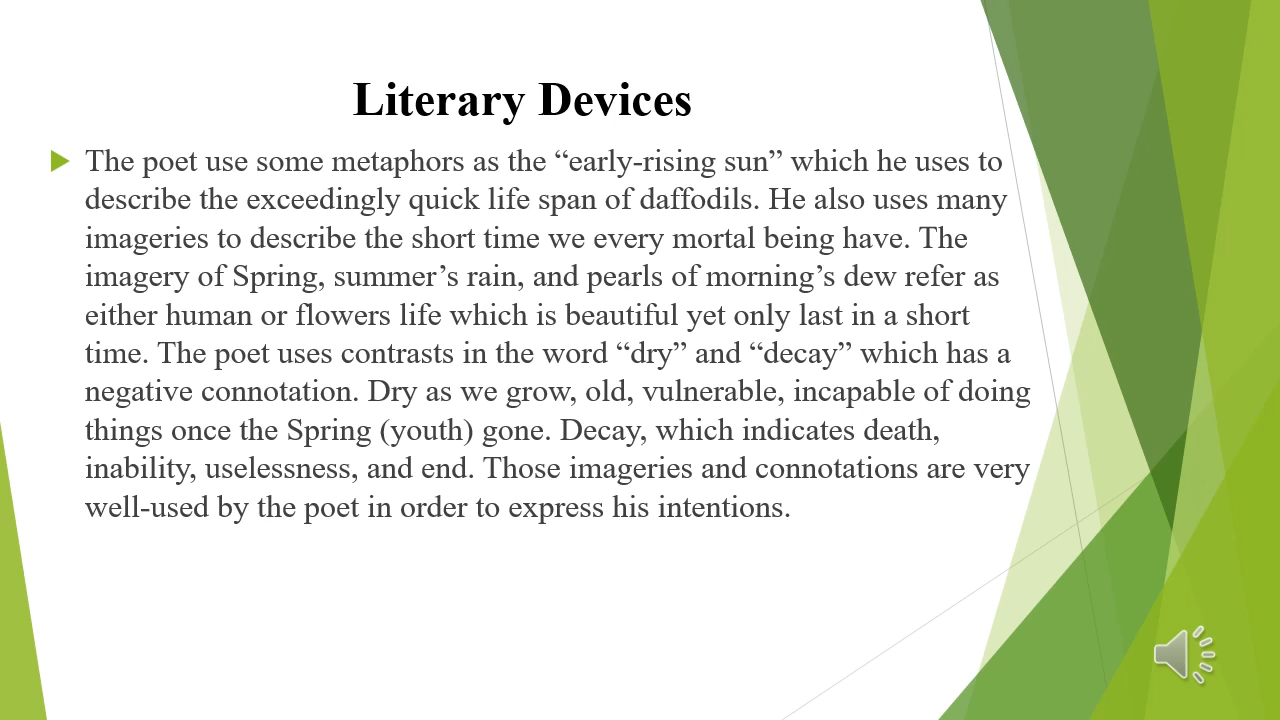 Literary Devices
The poet use some metaphors as the “early-rising sun” which he uses to
describe the exceedingly quick life span of daffodils. He also uses many
imageries to describe the short time we every mortal being have. The
imagery of Spring, summer’s rain, and pearls of morning’s dew refer as
either human or flowers life which is beautiful yet only last in a short
time. The poet uses contrasts in the word “dry” and “decay” which has a
negative connotation. Dry as we grow, old, vulnerable, incapable of doing
things once the Spring (youth) gone. Decay, which indicates death,
inability, uselessness, and end. Those imageries and connotations are very
well-used by the poet in order to express his intentions.